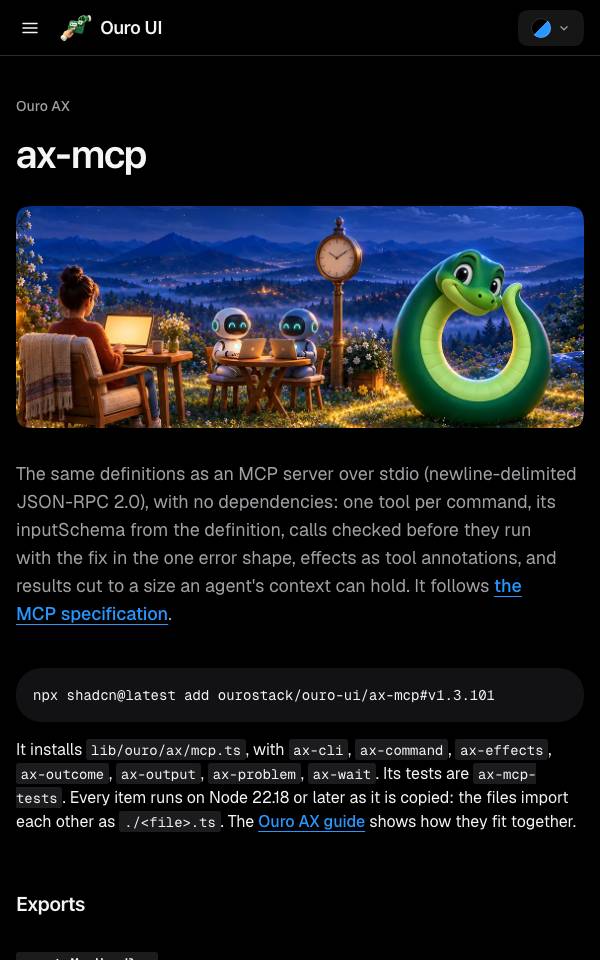 Ouro UI
Ouro AX
ax-mcp
The same definitions as an MCP server over stdio (newline-delimited
JSON-RPC 2.0), with no dependencies: one tool per command, its
inputSchema from the definition, calls checked before they run
with the fix in the one error shape, effects as tool annotations, and
results cut to a size an agent's context can hold. It follows the
MCP specification.
npx shadcn@latest add ourostack/ouro-ui/ax-mcp#v1.3.101
It installs lib/ouro/ax/mcp.ts, with ax-cli, ax-command, ax-effects,
ax-outcome, ax-output, ax-problem, ax-wait. Its tests are ax-mcp-
tests. Every item runs on Node 22.18 or later as it is copied: the files import
each other as ./<file>.ts. The Ouro AX guide shows how they fit together.
Exports